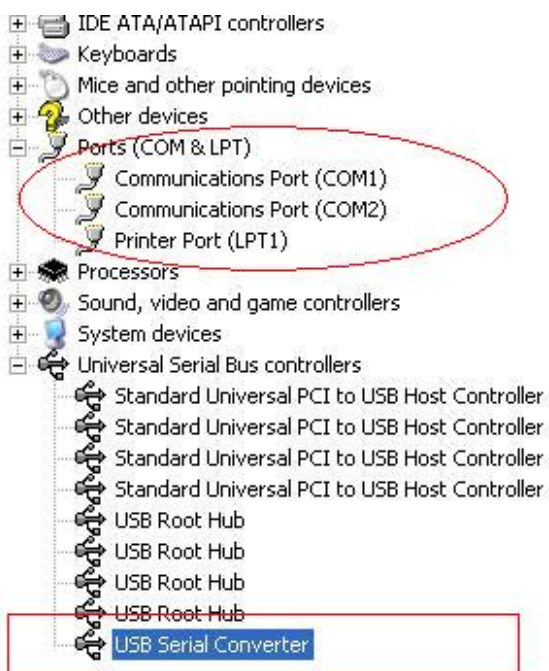 IDE ATA/ATAPI controllers
Keyboards
Mice and other pointing devices
Other devices
Ports (COM & LPT)
Communications Port (COM1)
Communications Port (COM2)
Printer Port (LPT1)
Processors
Sound, video and game controllers
System devices
Universal Serial Bus controllers
Standard Universal PCI to USB Host Controller
Standard Universal PCI to USB Host Controller
Standard Universal PCI to USB Host Controller
Standard Universal PCI to USB Host Controller
USB Root Hub
USB Root Hub
USB Root Hub
USB Root Hub
USB Serial Converter